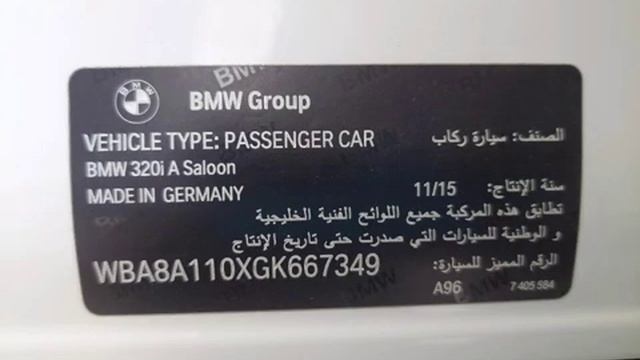 BMW
BMW Group
VEHICLE TYPE: PASSENGER CAR
الصنف: سيارة ركاب
BMW 320i A Saloon
MADE IN GERMANY
سنة الإنتاج: 11/15
تطابق هذه المركبة جميع اللوائح الفنية الخليجية
و الوطنية للسيارات التي صدرت حتى تاريخ الإنتاج
WBA8A110XGK667349
الرقم المميز للسيارة:
A96
7 405 584